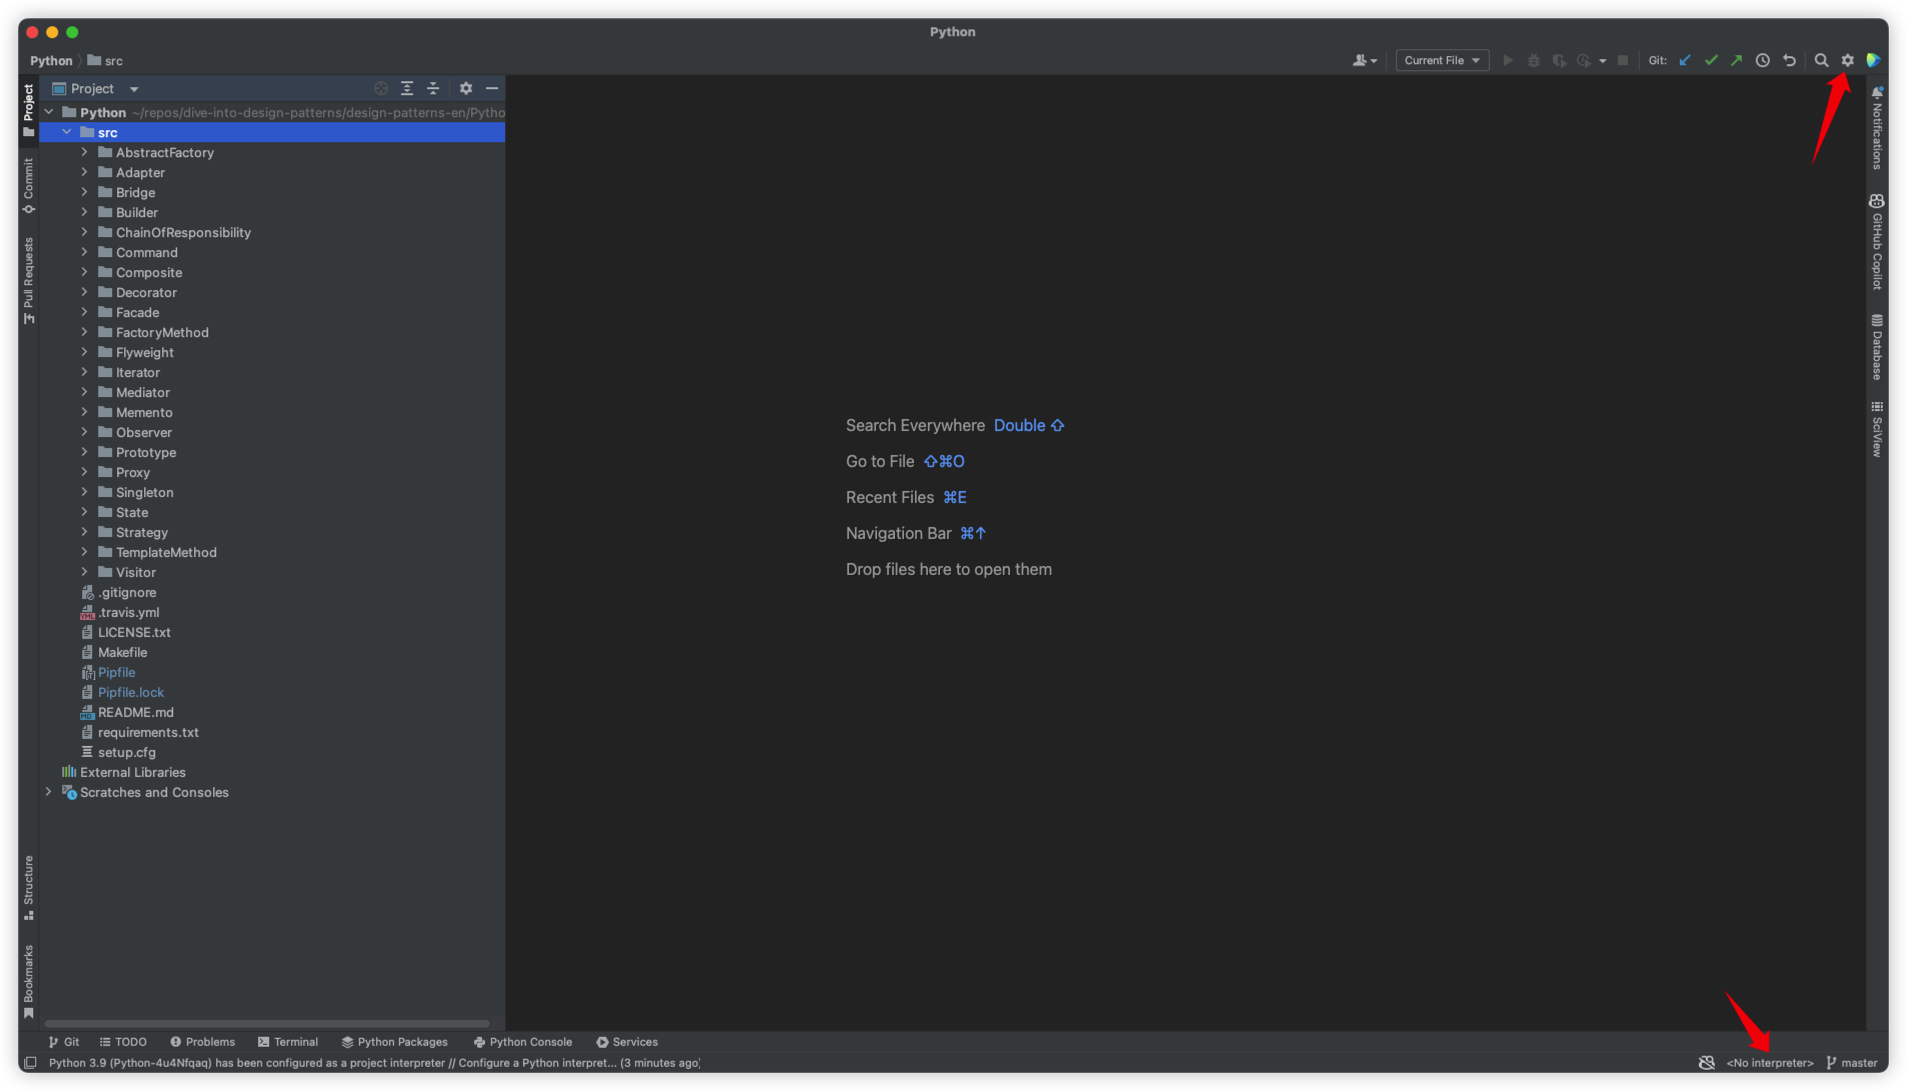 Python
Python
src
Current File
Git:
Project
Project
Commit
Pull Requests
Structure
Bookmarks
Python ~/repos/dive-into-design-patterns/design-patterns-en/Pytho
src
AbstractFactory
Adapter
Bridge
Builder
ChainOfResponsibility
Command
Composite
Decorator
Facade
FactoryMethod
Flyweight
Iterator
Mediator
Memento
Observer
Prototype
Proxy
Singleton
State
Strategy
TemplateMethod
Visitor
.gitignore
.travis.yml
LICENSE.txt
Makefile
Pipfile
Pipfile.lock
README.md
requirements.txt
setup.cfg
External Libraries
Scratches and Consoles
Search Everywhere Double ⇧
Go to File ⇧⌘O
Recent Files ⌘E
Navigation Bar ⌘↑
Drop files here to open them
Notifications
GitHub Copilot
Database
SciView
Git
TODO
Problems
Terminal
Python Packages
Python Console
Services
Python 3.9 (Python-4u4Nfqaq) has been configured as a project interpreter // Configure a Python interpret... (3 minutes ago)
<No interpreter>
master